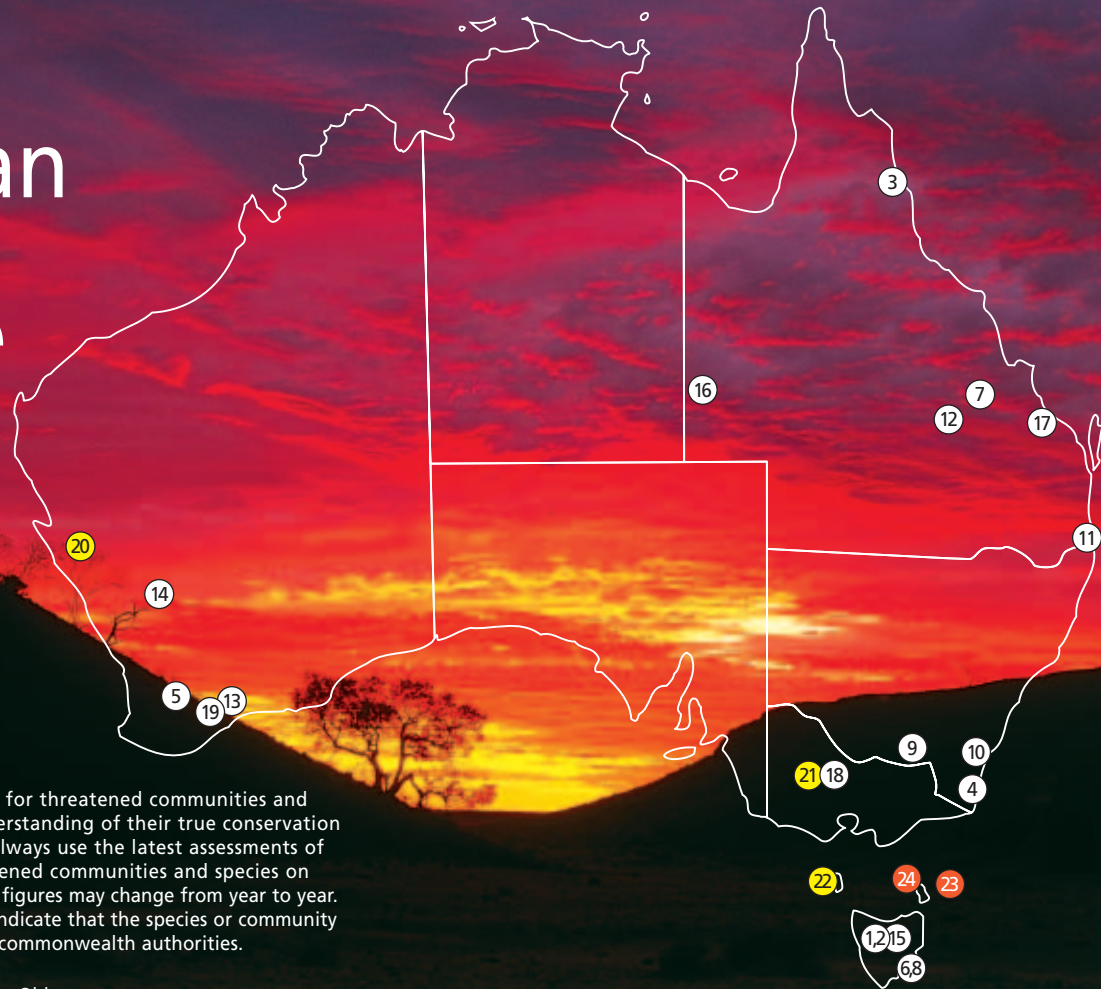 an
e
3
16
7
12
17
11
20
14
5
19
13
9
10
21
18
4
22
24
23
1,2
15
6,8
for threatened communities and
erstanding of their true conservation
lways use the latest assessments of
ened communities and species on
figures may change from year to year.
ndicate that the species or community
commonwealth authorities.